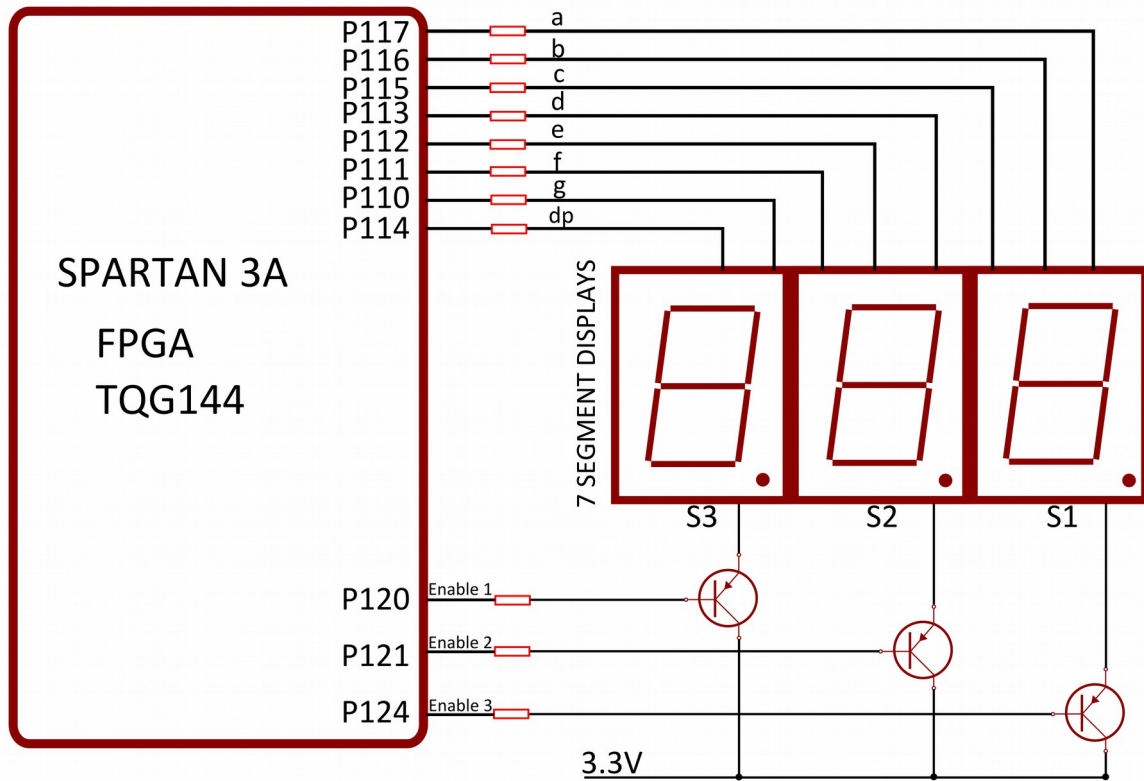 P117
P116
P115
P113
P112
P111
P110
P114
a
b
c
d
e
f
g
dp
SPARTAN 3A
FPGA
TQG144
7 SEGMENT DISPLAYS
S3
S2
S1
P120
Enable 1
P121
Enable 2
P124
Enable 3
3.3V